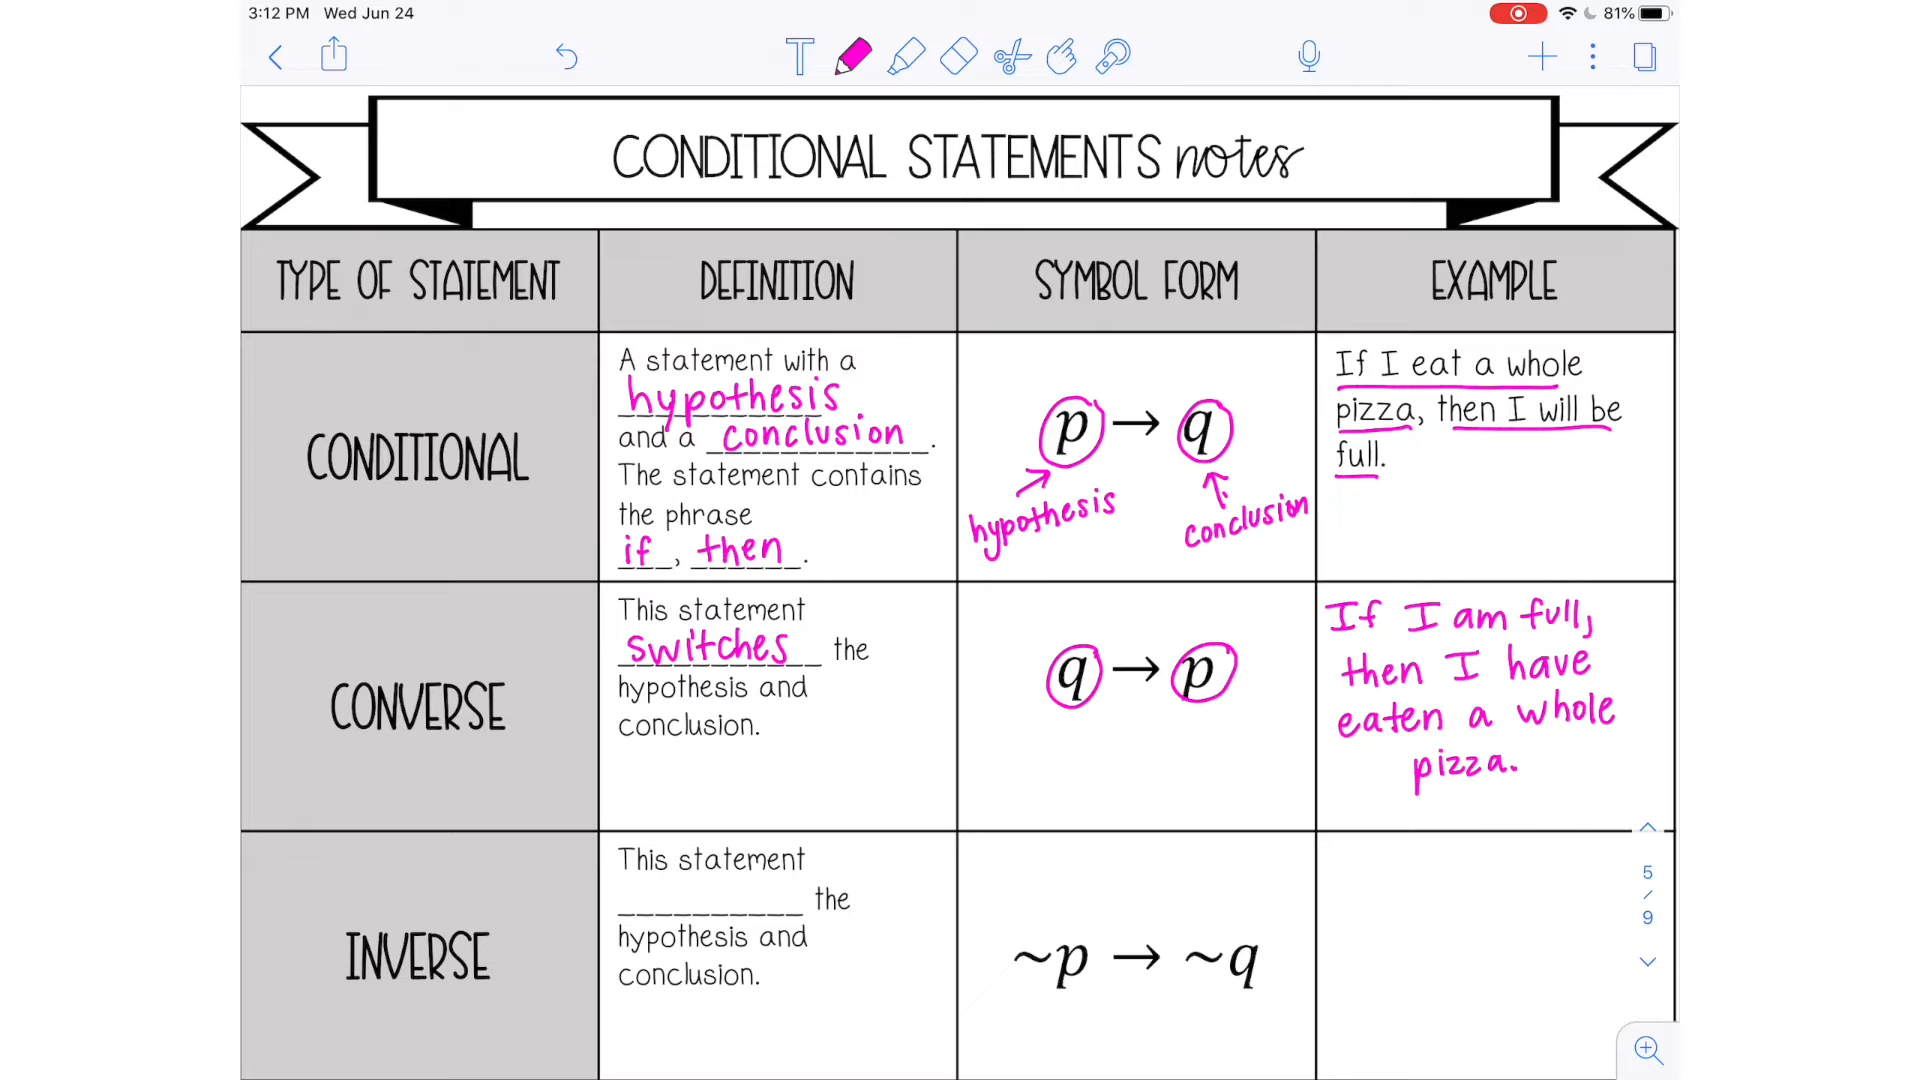 3:12 PM Wed Jun 24
81%
T
CONDITIONAL STATEMENTS notes
TYPE OF STATEMENT
DEFINITION
SYMBOL FORM
EXAMPLE
CONDITIONAL
A statement with a
hypothesis
and a conclusion.
The statement contains
the phrase
if, then.
p → q
hypothesis
conclusion
If I eat a whole
pizza, then I will be
full.
CONVERSE
This statement
switches the
hypothesis and
conclusion.
q → p
If I am full,
then I have
eaten a whole
pizza.
INVERSE
This statement
__________ the
hypothesis and
conclusion.
~p → ~q
5
/
9